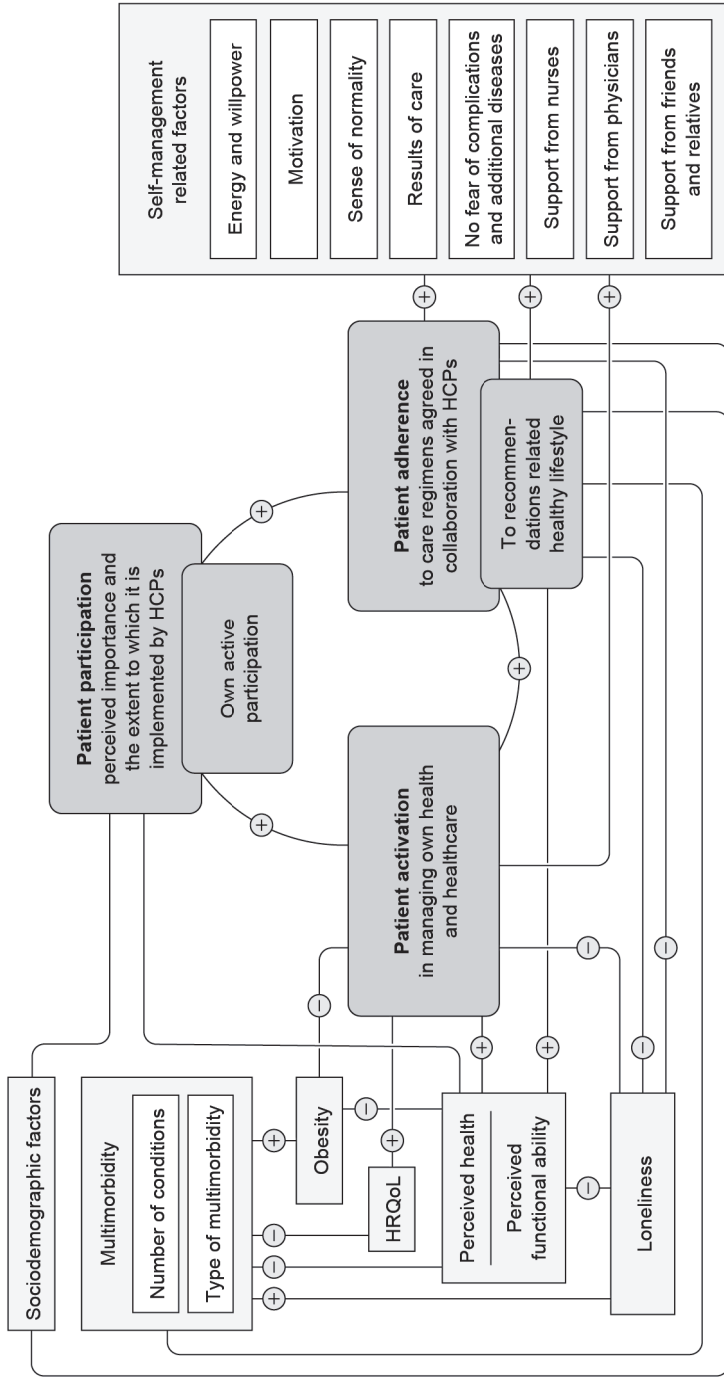 Sociodemographic factors
Multimorbidity
Number of conditions
Type of multimorbidity
+
−
−
+
Obesity
HRQoL
−
+
Perceived health
Perceived
functional ability
−
Loneliness
−
+
+
−
−
−
Patient participation
perceived importance and
the extent to which it is
implemented by HCPs
Own active
participation
+
+
Patient activation
in managing own health
and healthcare
+
Patient adherence
to care regimens agreed in
collaboration with HCPs
To recommen-
dations related
healthy lifestyle
+
+
+
Self-management
related factors
Energy and willpower
Motivation
Sense of normality
Results of care
No fear of complications
and additional diseases
Support from nurses
Support from physicians
Support from friends
and relatives